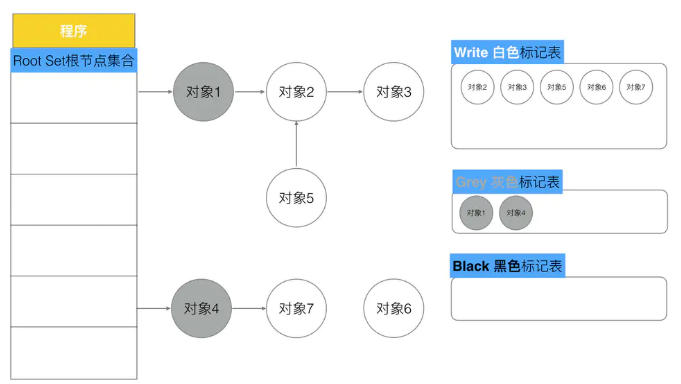 程序
Root Set根节点集合
对象1
对象2
对象3
对象5
对象4
对象7
对象6
Write 白色标记表
对象2 对象3 对象5 对象6 对象7
Grey 灰色标记表
对象1 对象4
Black 黑色标记表